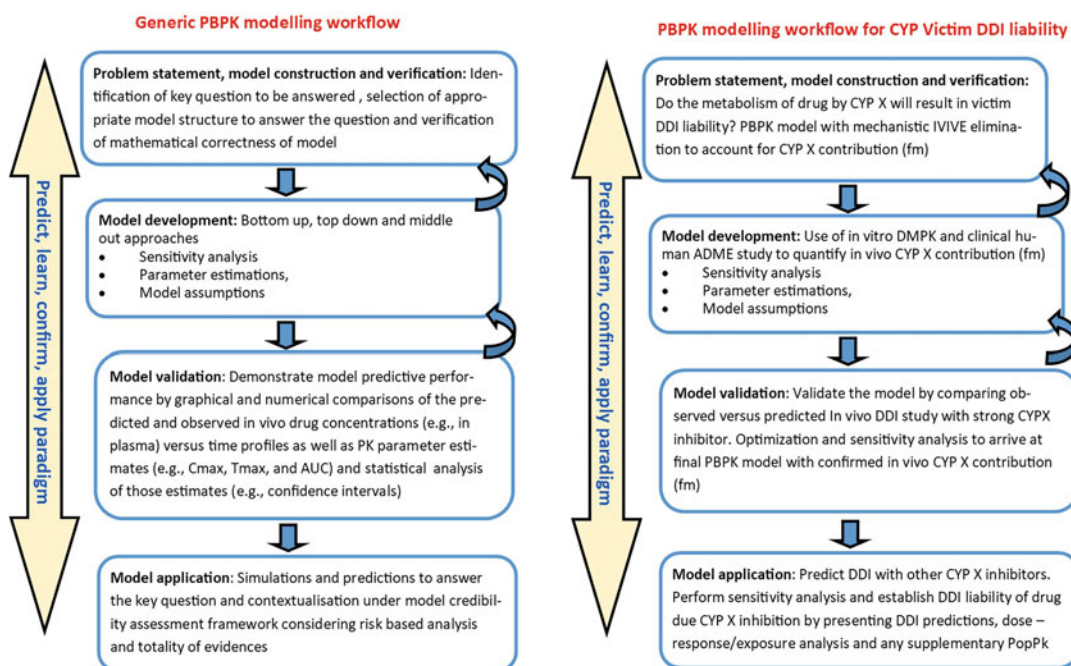 Generic PBPK modelling workflow
Predict, learn, confirm, apply paradigm
Problem statement, model construction and verification: Iden-
tification of key question to be answered , selection of appro-
priate model structure to answer the question and verification
of mathematical correctness of model
Model development: Bottom up, top down and middle
out approaches
• Sensitivity analysis
• Parameter estimations,
• Model assumptions
Model validation: Demonstrate model predictive perfor-
mance by graphical and numerical comparisons of the pre-
dicted and observed in vivo drug concentrations (e.g., in
plasma) versus time profiles as well as PK parameter esti-
mates (e.g., Cmax, Tmax, and AUC) and statistical analysis
of those estimates (e.g., confidence intervals)
Model application: Simulations and predictions to answer
the key question and contextualisation under model credibil-
ity assessment framework considering risk based analysis
and totality of evidences
PBPK modelling workflow for CYP Victim DDI liability
Predict, learn, confirm, apply paradigm
Problem statement, model construction and verification:
Do the metabolism of drug by CYP X will result in victim
DDI liability? PBPK model with mechanistic IVIVE elimina-
tion to account for CYP X contribution (fm)
Model development: Use of in vitro DMPK and clinical human
ADME study to quantify in vivo CYP X contribution (fm)
• Sensitivity analysis
• Parameter estimations,
• Model assumptions
Model validation: Validate the model by comparing ob-
served versus predicted In vivo DDI study with strong CYPX
inhibitor. Optimization and sensitivity analysis to arrive at
final PBPK model with confirmed in vivo CYP X contribution
(fm)
Model application: Predict DDI with other CYP X inhibitors.
Perform sensitivity analysis and establish DDI liability of drug
due CYP X inhibition by presenting DDI predictions, dose –
response/exposure analysis and any supplementary PopPk